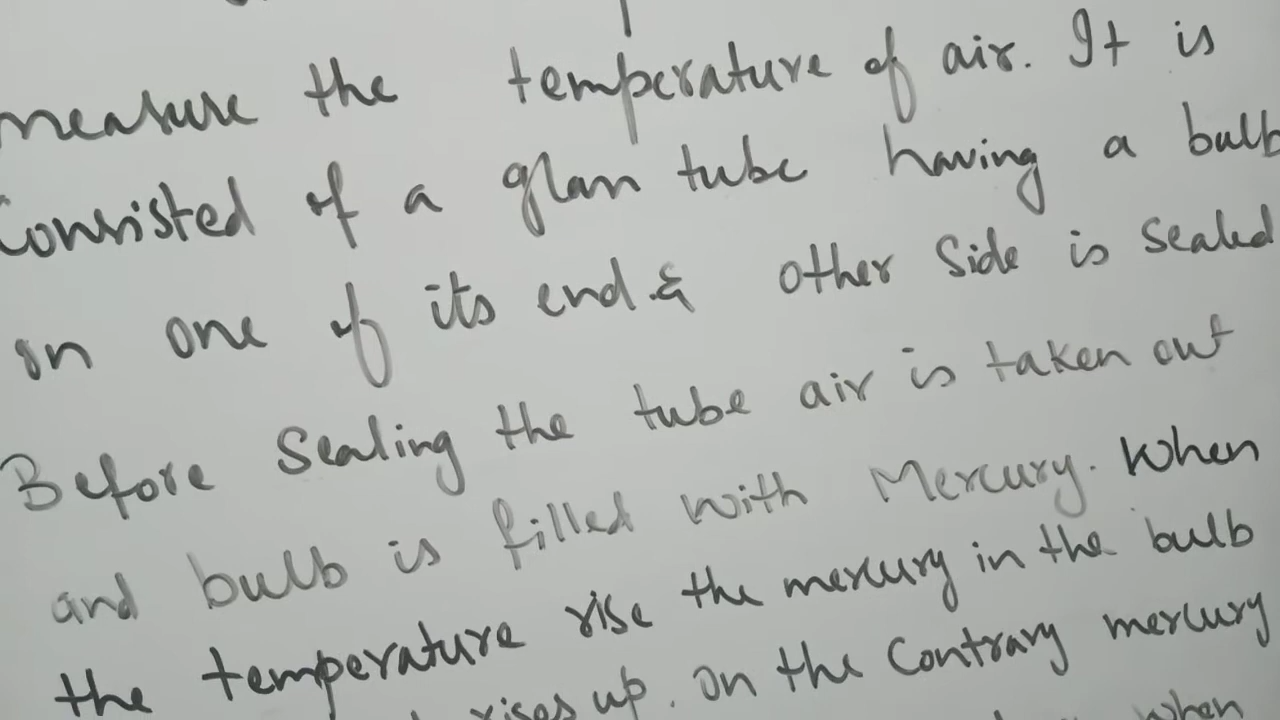 measure the temperature of air. It is
consisted of a glass tube having a bulb
on one of its end & other side is sealed
Before sealing the tube air is taken out
and bulb is filled with Mercury. When
the temperature rise the mercury in the bulb
rises up. On the Contrary mercury
when